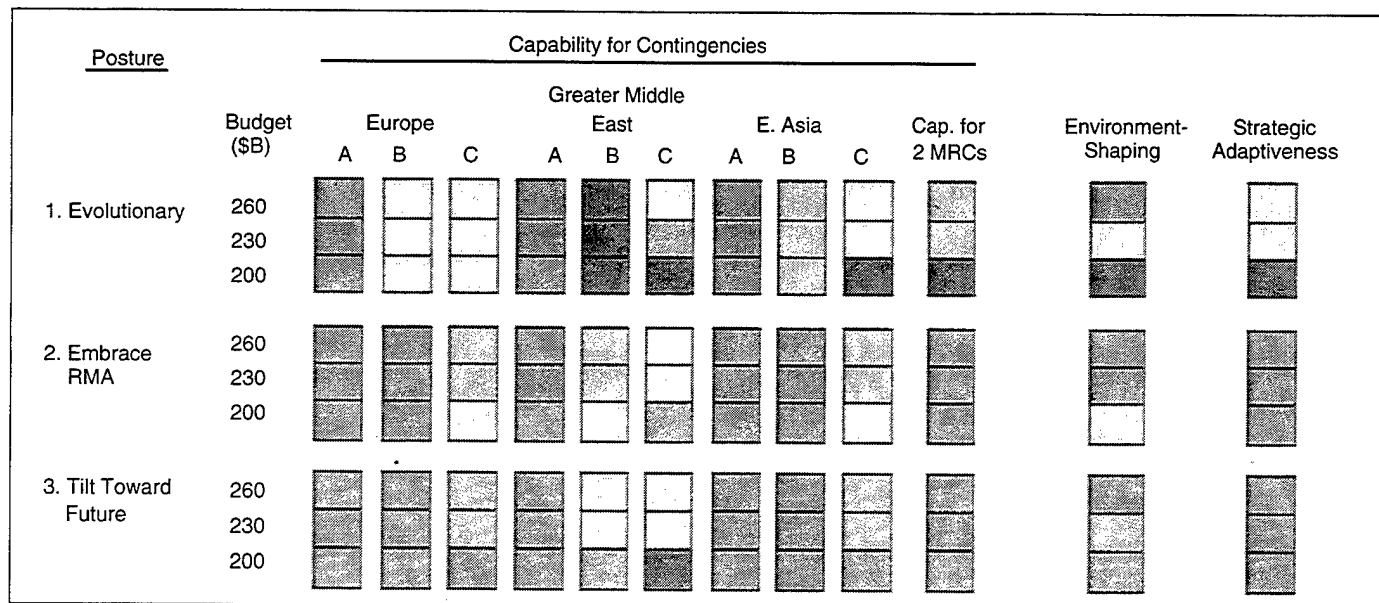 Posture
Capability for Contingencies
Greater Middle
Budget Europe East E. Asia Cap. for Environment- Strategic
($B) A B C A B C A B C 2 MRCs Shaping Adaptiveness
1. Evolutionary 260
230
200
2. Embrace 260
RMA 230
200
3. Tilt Toward 260
Future 230
200